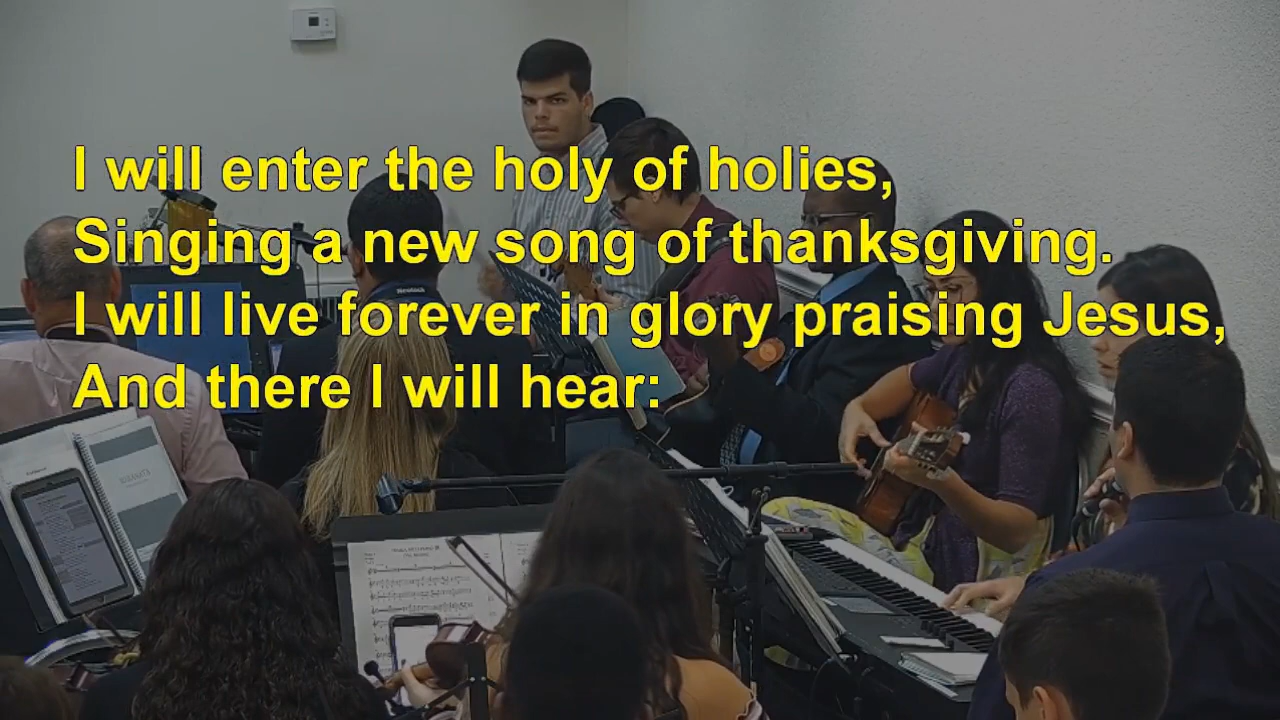 I will enter the holy of holies,
Singing a new song of thanksgiving.
I will live forever in glory praising Jesus,
And there I will hear: